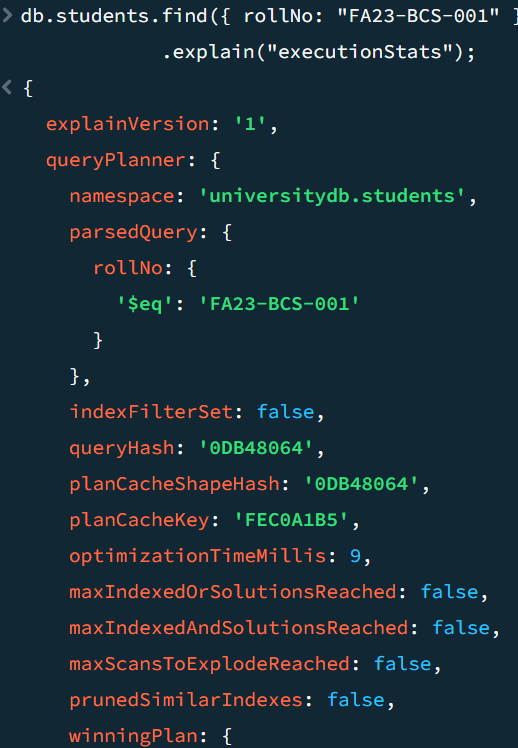 db.students.find({ rollNo: "FA23-BCS-001" }
.explain("executionStats");
{
explainVersion: '1',
queryPlanner: {
namespace: 'universitydb.students',
parsedQuery: {
rollNo: {
'$eq': 'FA23-BCS-001'
}
},
indexFilterSet: false,
queryHash: '0DB48064',
planCacheShapeHash: '0DB48064',
planCacheKey: 'FEC0A1B5',
optimizationTimeMillis: 9,
maxIndexedOrSolutionsReached: false,
maxIndexedAndSolutionsReached: false,
maxScansToExplodeReached: false,
prunedSimilarIndexes: false,
winningPlan: {